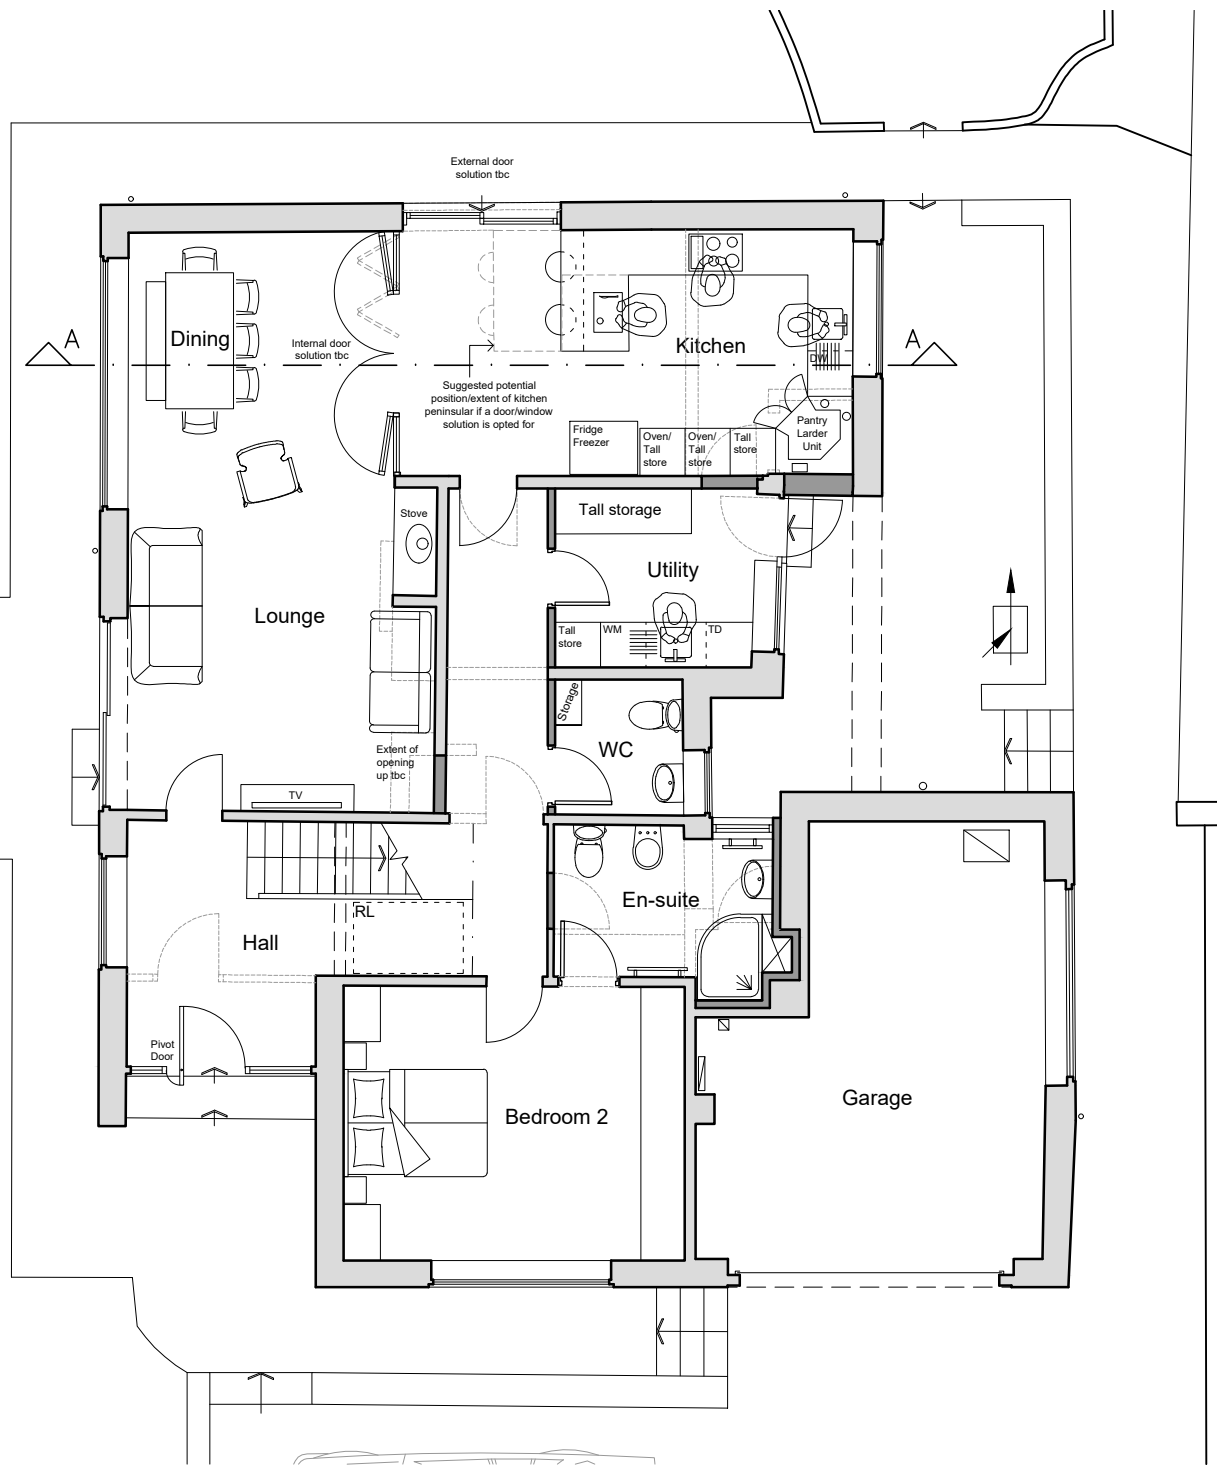 External door
solution tbc
A
Dining
Internal door
solution tbc
Kitchen
A
DW
Suggested potential
position/extent of kitchen
peninsular if a door/window
solution is opted for
Pantry
Larder
Unit
Fridge
Freezer
Oven/
Tall
store
Oven/
Tall
store
Tall
store
Stove
Tall storage
Utility
Lounge
Tall
store
WM
TD
Storage
WC
Extent of
opening
up tbc
TV
En-suite
RL
Hall
Pivot
Door
Bedroom 2
Garage